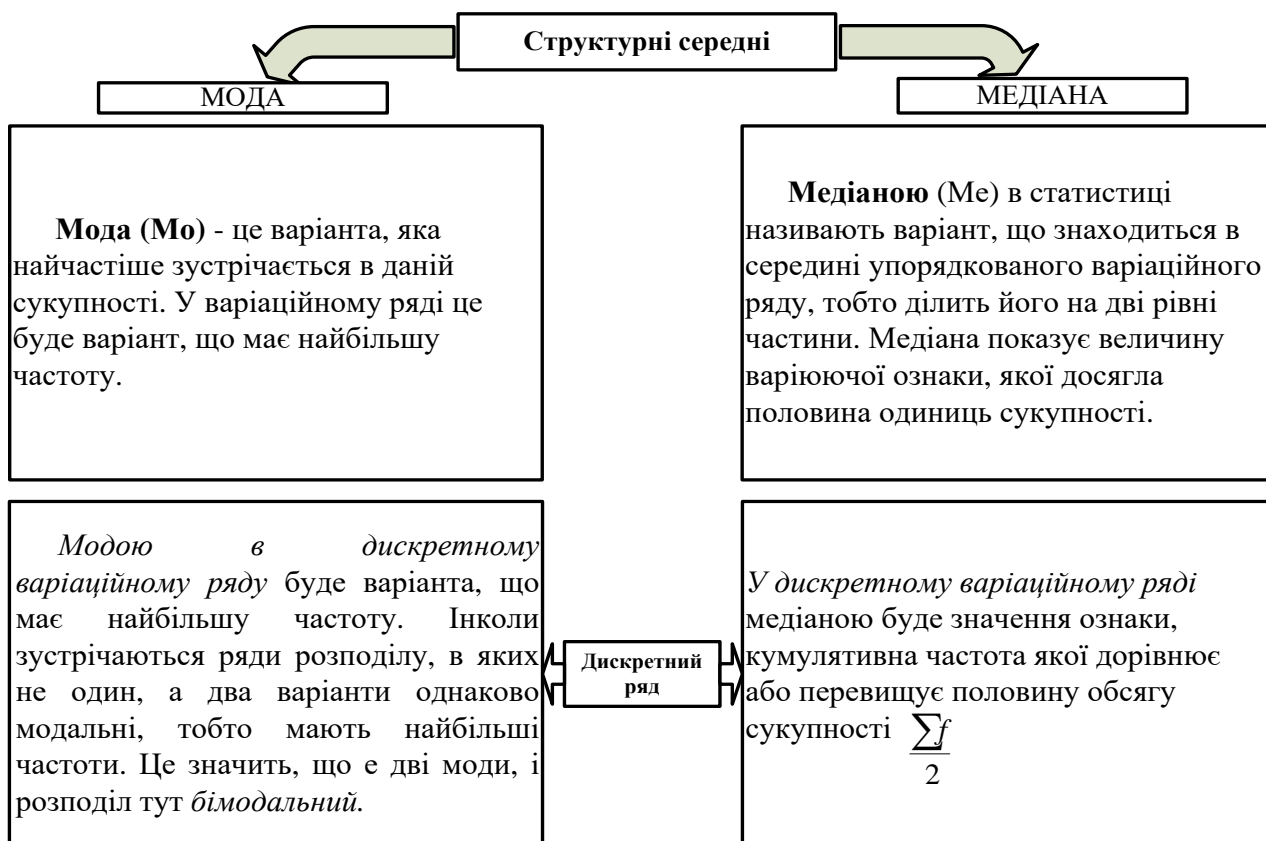 Структурні середні
МОДА
МЕДІАНА
Мода (Мо) - це варіанта, яка
найчастіше зустрічається в даній
сукупності. У варіаційному ряді це
буде варіант, що має найбільшу
частоту.
Медіаною (Ме) в статистиці
називають варіант, що знаходиться в
середині упорядкованого варіаційного
ряду, тобто ділить його на дві рівні
частини. Медіана показує величину
варіюючої ознаки, якої досягла
половина одиниць сукупності.
Модою в дискретному
варіаційному ряду буде варіанта, що
має найбільшу частоту. Інколи
зустрічаються ряди розподілу, в яких
не один, а два варіанти однаково
модальні, тобто мають найбільші
частоти. Це значить, що е дві моди, і
розподіл тут бімодальний.
Дискретний
ряд
У дискретному варіаційному ряді
медіаною буде значення ознаки,
кумулятивна частота якої дорівнює
або перевищує половину обсягу
сукупності ∑f
2